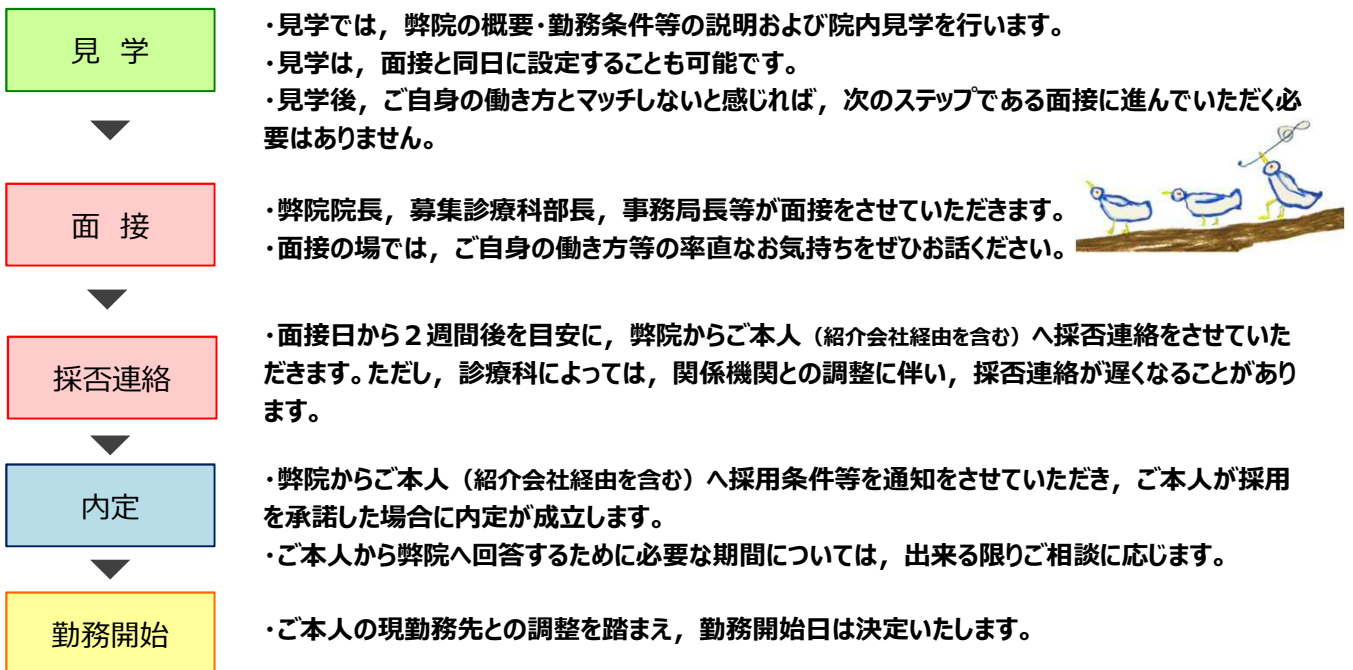 見 学
・見学では，弊院の概要・勤務条件等の説明および院内見学を行います。
・見学は，面接と同日に設定することも可能です。
・見学後，ご自身の働き方とマッチしないと感じれば，次のステップである面接に進んでいただく必
要はありません。
面 接
・弊院院長，募集診療科部長，事務局長等が面接をさせていただきます。
・面接の場では，ご自身の働き方等の率直なお気持ちをぜひお話ください。
採否連絡
・面接日から２週間後を目安に，弊院からご本人（紹介会社経由を含む）へ採否連絡をさせていた
だきます。ただし，診療科によっては，関係機関との調整に伴い，採否連絡が遅くなることがあり
ます。
内定
・弊院からご本人（紹介会社経由を含む）へ採用条件等を通知をさせていただき，ご本人が採用
を承諾した場合に内定が成立します。
・ご本人から弊院へ回答するために必要な期間については，出来る限りご相談に応じます。
勤務開始
・ご本人の現勤務先との調整を踏まえ，勤務開始日は決定いたします。